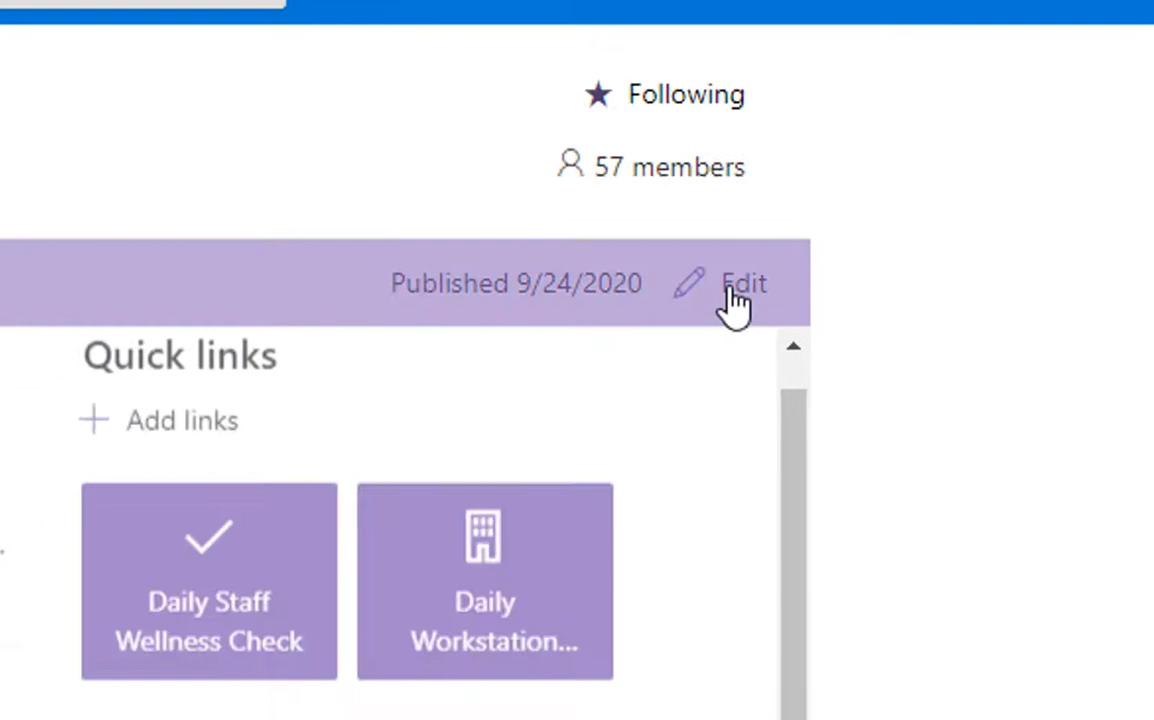 Following
57 members
Published 9/24/2020 Edit
Quick links
Add links
Daily Staff
Wellness Check
Daily
Workstation...